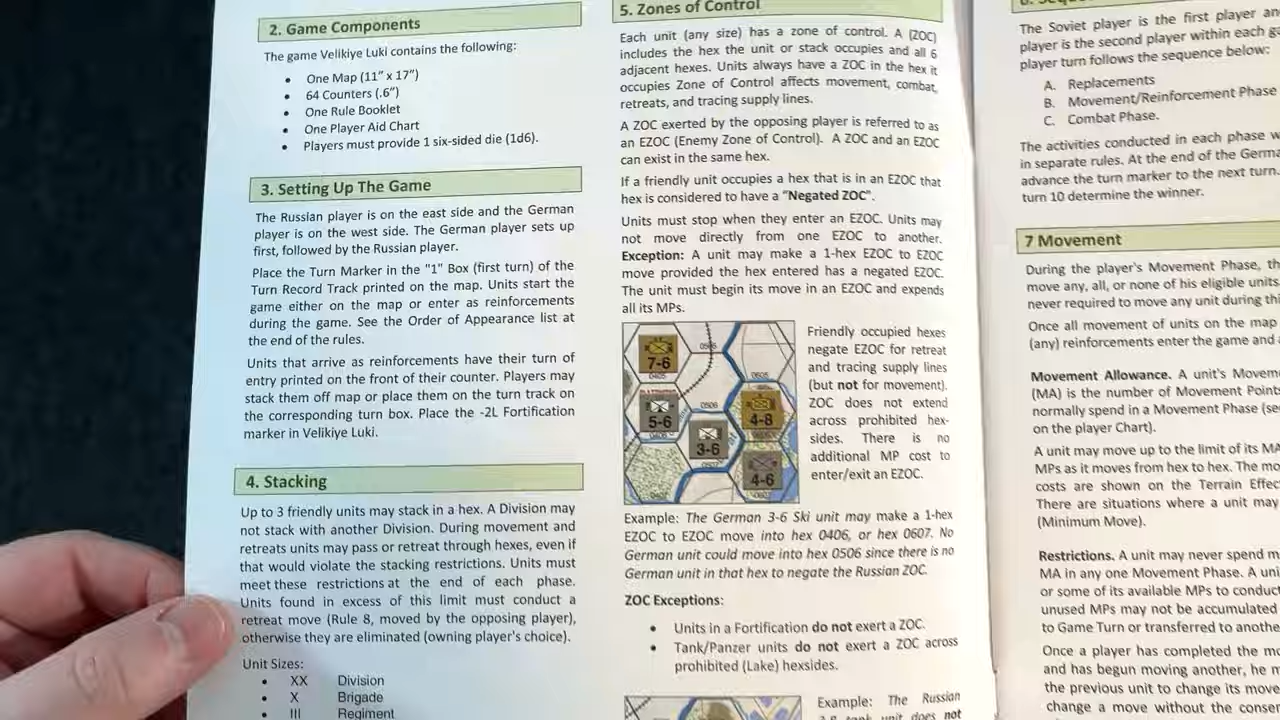 2. Game Components
The game Velikiye Luki contains the following:
• One Map (11" x 17")
• 64 Counters (.6")
• One Rule Booklet
• One Player Aid Chart
• Players must provide 1 six-sided die (1d6).
3. Setting Up The Game
The Russian player is on the east side and the German
player is on the west side. The German player sets up
first, followed by the Russian player.
Place the Turn Marker in the "1" Box (first turn) of the
Turn Record Track printed on the map. Units start the
game either on the map or enter as reinforcements
during the game. See the Order of Appearance list at
the end of the rules.
Units that arrive as reinforcements have their turn of
entry printed on the front of their counter. Players may
stack them off map or place them on the turn track on
the corresponding turn box. Place the -2L Fortification
marker in Velikiye Luki.
4. Stacking
Up to 3 friendly units may stack in a hex. A Division may
not stack with another Division. During movement and
retreats units may pass or retreat through hexes, even if
that would violate the stacking restrictions. Units must
meet these restrictions at the end of each phase.
Units found in excess of this limit must conduct a
retreat move (Rule 8, moved by the opposing player),
otherwise they are eliminated (owning player's choice).
Unit Sizes:
• XX Division
• X Brigade
• III Regiment
5. Zones of Control
Each unit (any size) has a zone of control. A (ZOC)
includes the hex the unit or stack occupies and all 6
adjacent hexes. Units always have a ZOC in the hex it
occupies Zone of Control affects movement, combat,
retreats, and tracing supply lines.
A ZOC exerted by the opposing player is referred to as
an EZOC (Enemy Zone of Control). A ZOC and an EZOC
can exist in the same hex.
If a friendly unit occupies a hex that is in an EZOC that
hex is considered to have a "Negated ZOC".
Units must stop when they enter an EZOC. Units may
not move directly from one EZOC to another.
Exception: A unit may make a 1-hex EZOC to EZOC
move provided the hex entered has a negated EZOC.
The unit must begin its move in an EZOC and expends
all its MPs.
7-6
5-6
3-6
4-8
4-6
0506
Friendly occupied hexes
negate EZOC for retreat
and tracing supply lines
(but not for movement).
ZOC does not extend
across prohibited hex-
sides. There is no
additional MP cost to
enter/exit an EZOC.
Example: The German 3-6 Ski unit may make a 1-hex
EZOC to EZOC move into hex 0406, or hex 0607. No
German unit could move into hex 0506 since there is no
German unit in that hex to negate the Russian ZOC.
ZOC Exceptions:
• Units in a Fortification do not exert a ZOC.
• Tank/Panzer units do not exert a ZOC across
prohibited (Lake) hexsides.
Example: The Russian
tank unit does not
The Soviet player is the first player an
player is the second player within each ga
player turn follows the sequence below:
A. Replacements
B. Movement/Reinforcement Phase
C. Combat Phase.
The activities conducted in each phase w
in separate rules. At the end of the Germa
advance the turn marker to the next turn.
turn 10 determine the winner.
7 Movement
During the player's Movement Phase, th
move any, all, or none of his eligible units.
never required to move any unit during th
Once all movement of units on the map
(any) reinforcements enter the game and
Movement Allowance. A unit's Movem
(MA) is the number of Movement Point
normally spend in a Movement Phase (se
on the player Chart).
A unit may move up to the limit of its MA
MPs as it moves from hex to hex. The mo
costs are shown on the Terrain Effec
There are situations where a unit may
(Minimum Move).
Restrictions. A unit may never spend m
MA in any one Movement Phase. A uni
or some of its available MPs to conduct
unused MPs may not be accumulated
to Game Turn or transferred to anothe
Once a player has completed the mo
and has begun moving another, he m
the previous unit to change its move
change a move without the conser